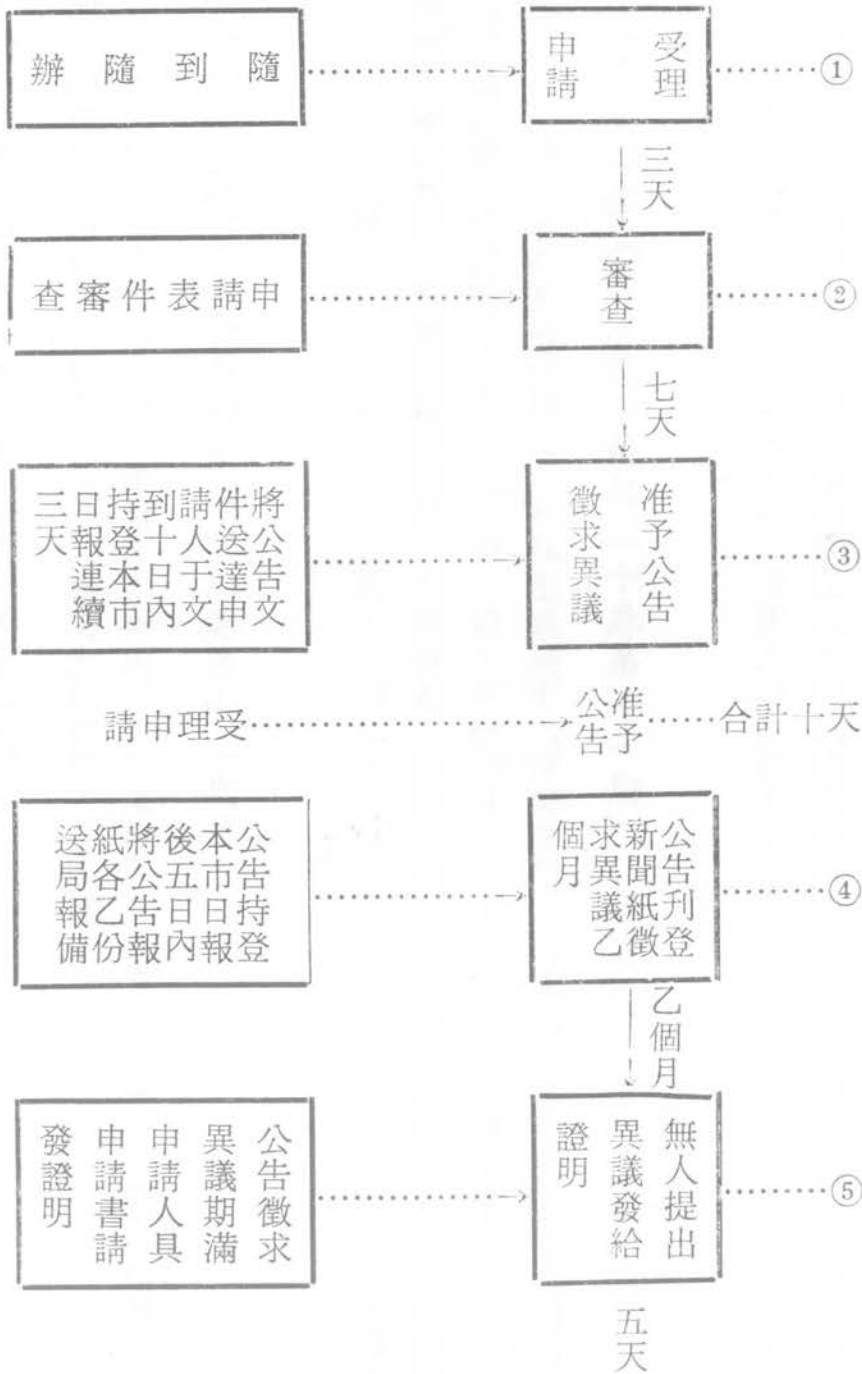 ①
受理
申請
隨到隨辦
三天
②
審查
申請表件審查
七天
③
准予公告
徵求異議
將公告文
件送達申
請人于文
到十日內
持登本市
日報連續
三天
合計十天
准予
公告
受理申請
④
公告刊登
新聞紙徵
求異議乙
個月
公告持登
本市日報
後五日內
將公告報
紙各乙份
送局報備
乙個月
⑤
無人提出
異議發給
證明
公告徵求
異議期滿
申請人具
申請書請
發證明
五天